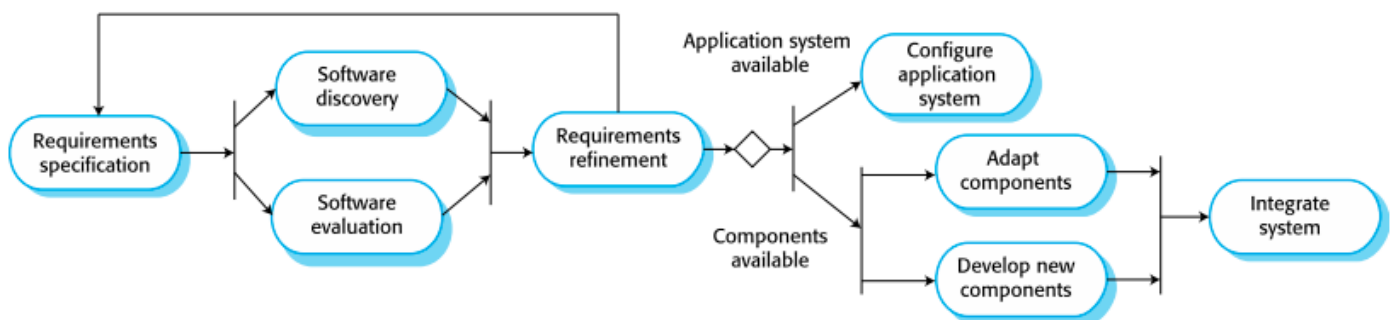 Requirements
specification
Software
discovery
Software
evaluation
Requirements
refinement
Application system
available
Configure
application
system
Components
available
Adapt
components
Develop new
components
Integrate
system